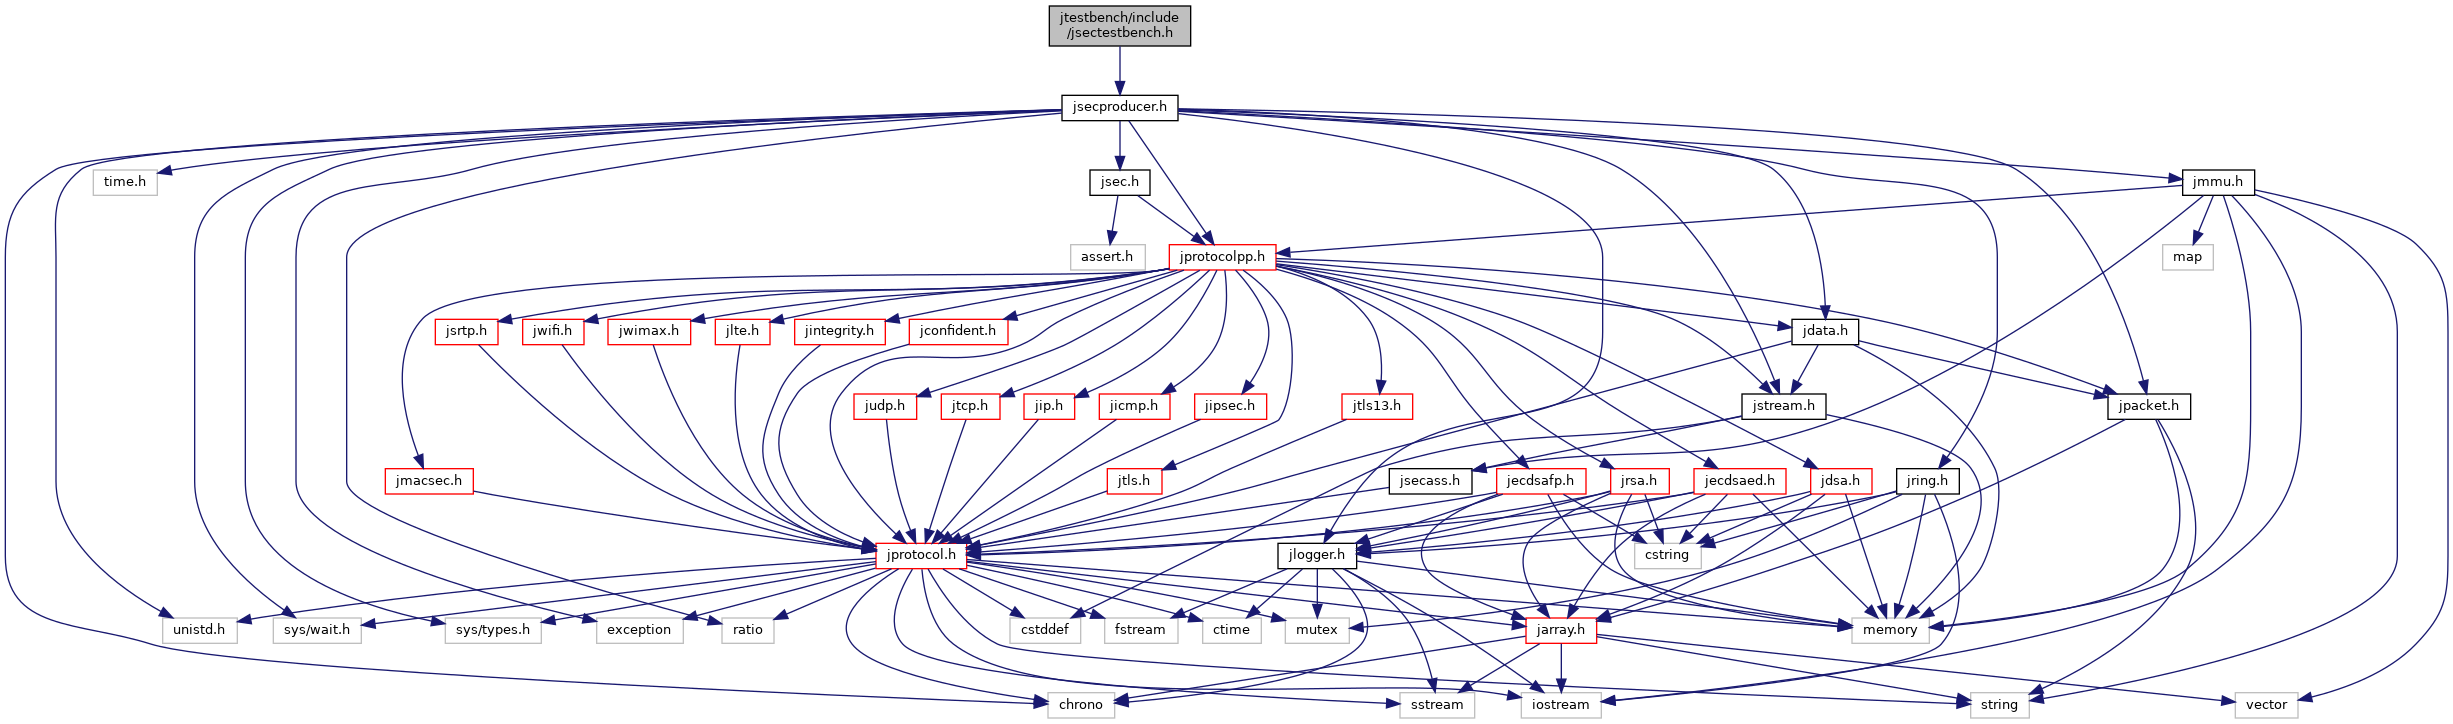 jtestbench/include
/jsectestbench.h
jsecproducer.h
time.h
jsec.h
jmmu.h
assert.h
jprotocolpp.h
map
jsrtp.h
jwifi.h
jwimax.h
jlte.h
jintegrity.h
jconfident.h
jdata.h
judp.h
jtcp.h
jip.h
jicmp.h
jipsec.h
jtls13.h
jstream.h
jpacket.h
jmacsec.h
jtls.h
jsecass.h
jecdsafp.h
jrsa.h
jecdsaed.h
jdsa.h
jring.h
jprotocol.h
jlogger.h
cstring
unistd.h
sys/wait.h
sys/types.h
exception
ratio
cstddef
fstream
ctime
mutex
jarray.h
memory
chrono
sstream
iostream
string
vector